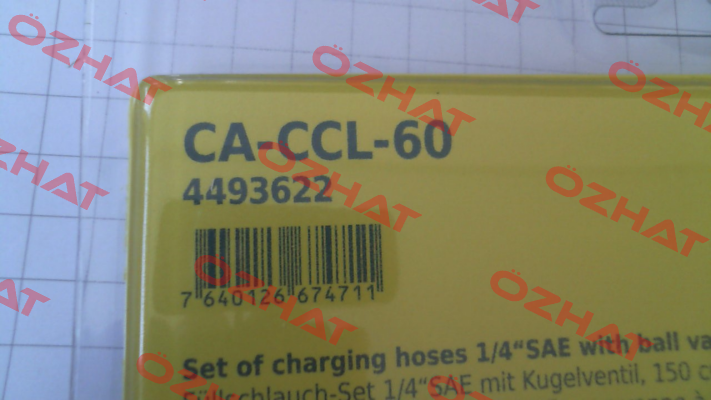 CA-CCL-60
4493622
7 640126 674711
Set of charging hoses 1/4“SAE with ball va
Füllschlauch-Set 1/4“SAE mit Kugelventil, 150 c
ÖZHAT
ÖZHAT
ÖZHAT
ÖZHAT
ÖZHAT
ÖZHAT
ÖZHAT
ÖZHAT
ÖZHAT